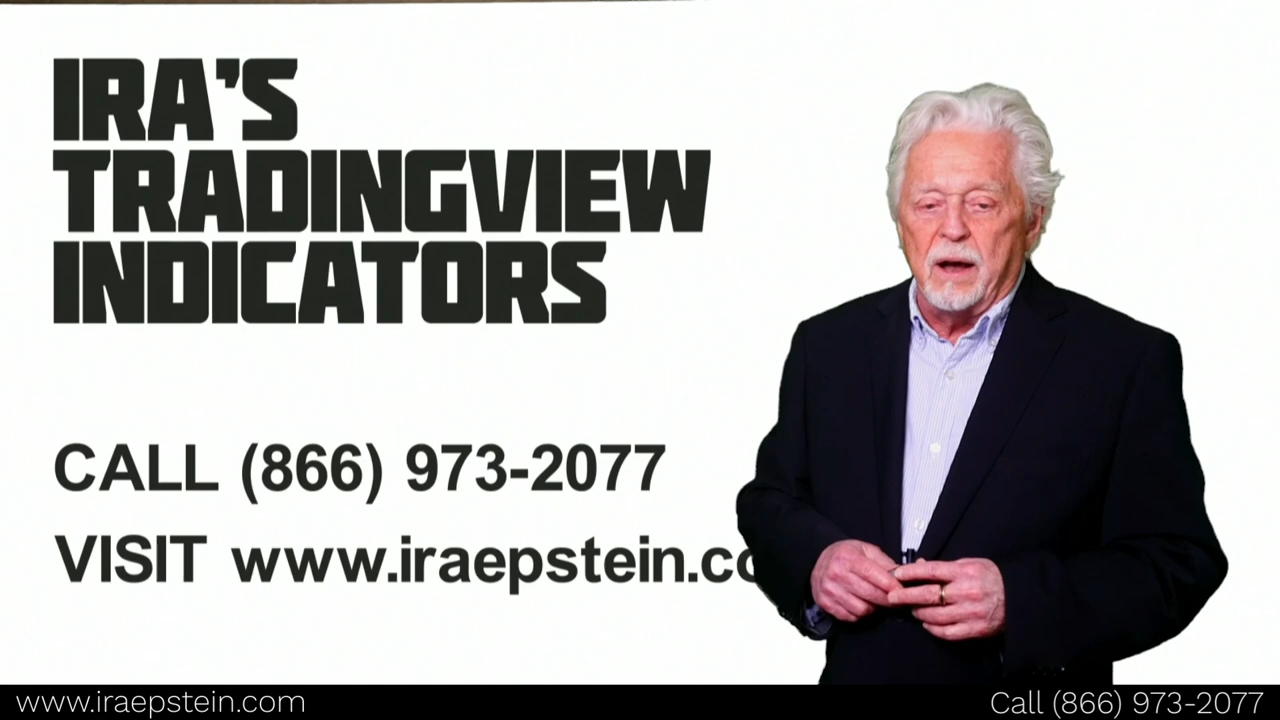 IRA'S
TRADINGVIEW
INDICATORS
CALL (866) 973-2077
VISIT www.iraepstein.co
www.iraepstein.com
Call (866) 973-2077